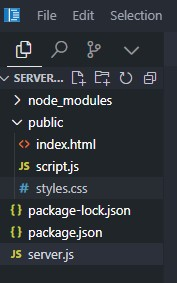 File Edit Selection
SERVER...
node_modules
public
index.html
JS script.js
# styles.css
{} package-lock.json
{} package.json
JS server.js